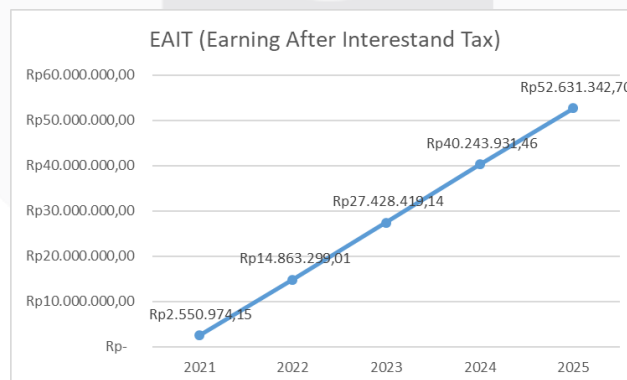 EAIT (Earning After Interestand Tax)
Rp60.000.000,00
Rp52.631.342,70
Rp50.000.000,00
Rp40.243.931,46
Rp40.000.000,00
Rp27.428.419,14
Rp30.000.000,00
Rp20.000.000,00
Rp14.863.299,01
Rp10.000.000,00
Rp2.550.974,15
Rp-
2021 2022 2023 2024 2025